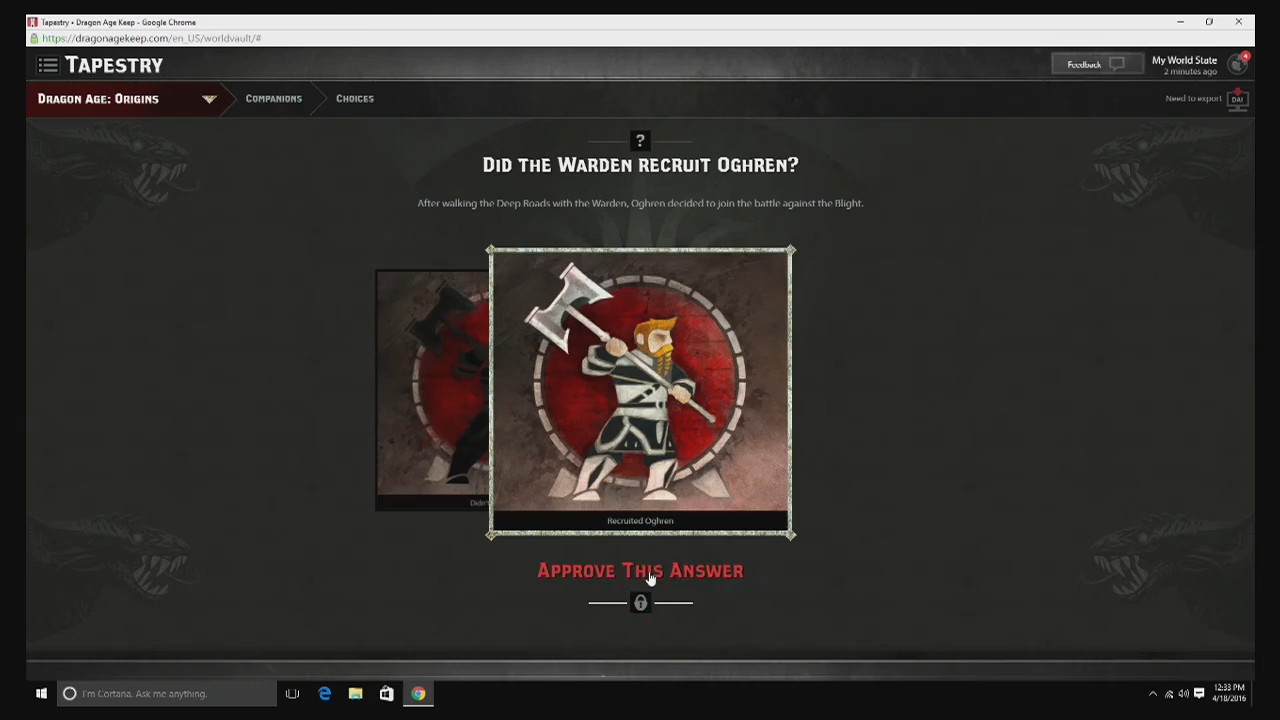 Tapestry • Dragon Age Keep - Google Chrome
https://dragonagekeep.com/en_US/worldvault/#
TAPESTRY
Feedback
My World State
2 minutes ago
4
DRAGON AGE: ORIGINS
COMPANIONS
CHOICES
Need to export
DAI
?
DID THE WARDEN RECRUIT OGHREN?
After walking the Deep Roads with the Warden, Oghren decided to join the battle against the Blight.
Recruited Oghren
APPROVE THIS ANSWER
I'm Cortana. Ask me anything.
12:33 PM
4/18/2016